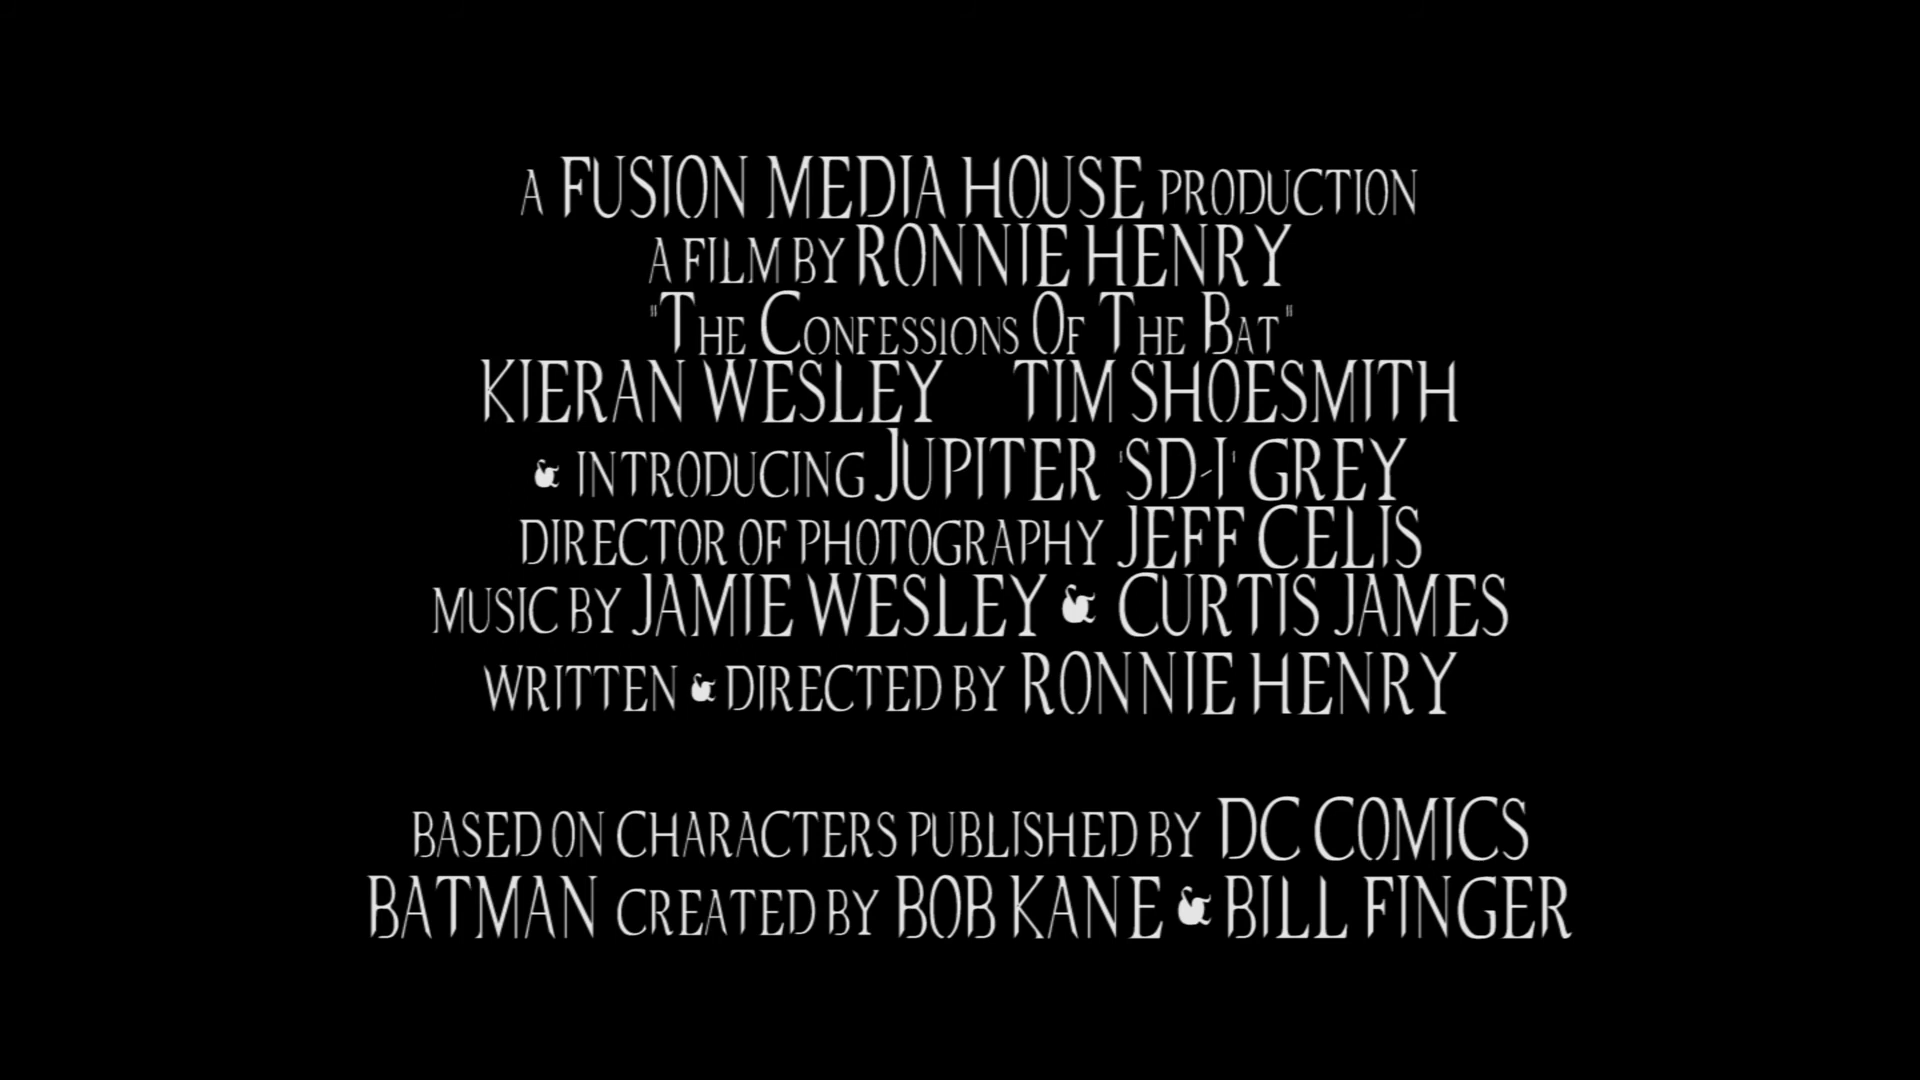 A FUSION MEDIA HOUSE PRODUCTION
A FILM BY RONNIE HENRY
"The Confessions Of The Bat"
KIERAN WESLEY TIM SHOESMITH
& INTRODUCING JUPITER 'SD-1' GREY
DIRECTOR OF PHOTOGRAPHY JEFF CELIS
MUSIC BY JAMIE WESLEY & CURTIS JAMES
WRITTEN & DIRECTED BY RONNIE HENRY
BASED ON CHARACTERS PUBLISHED BY DC COMICS
BATMAN CREATED BY BOB KANE & BILL FINGER